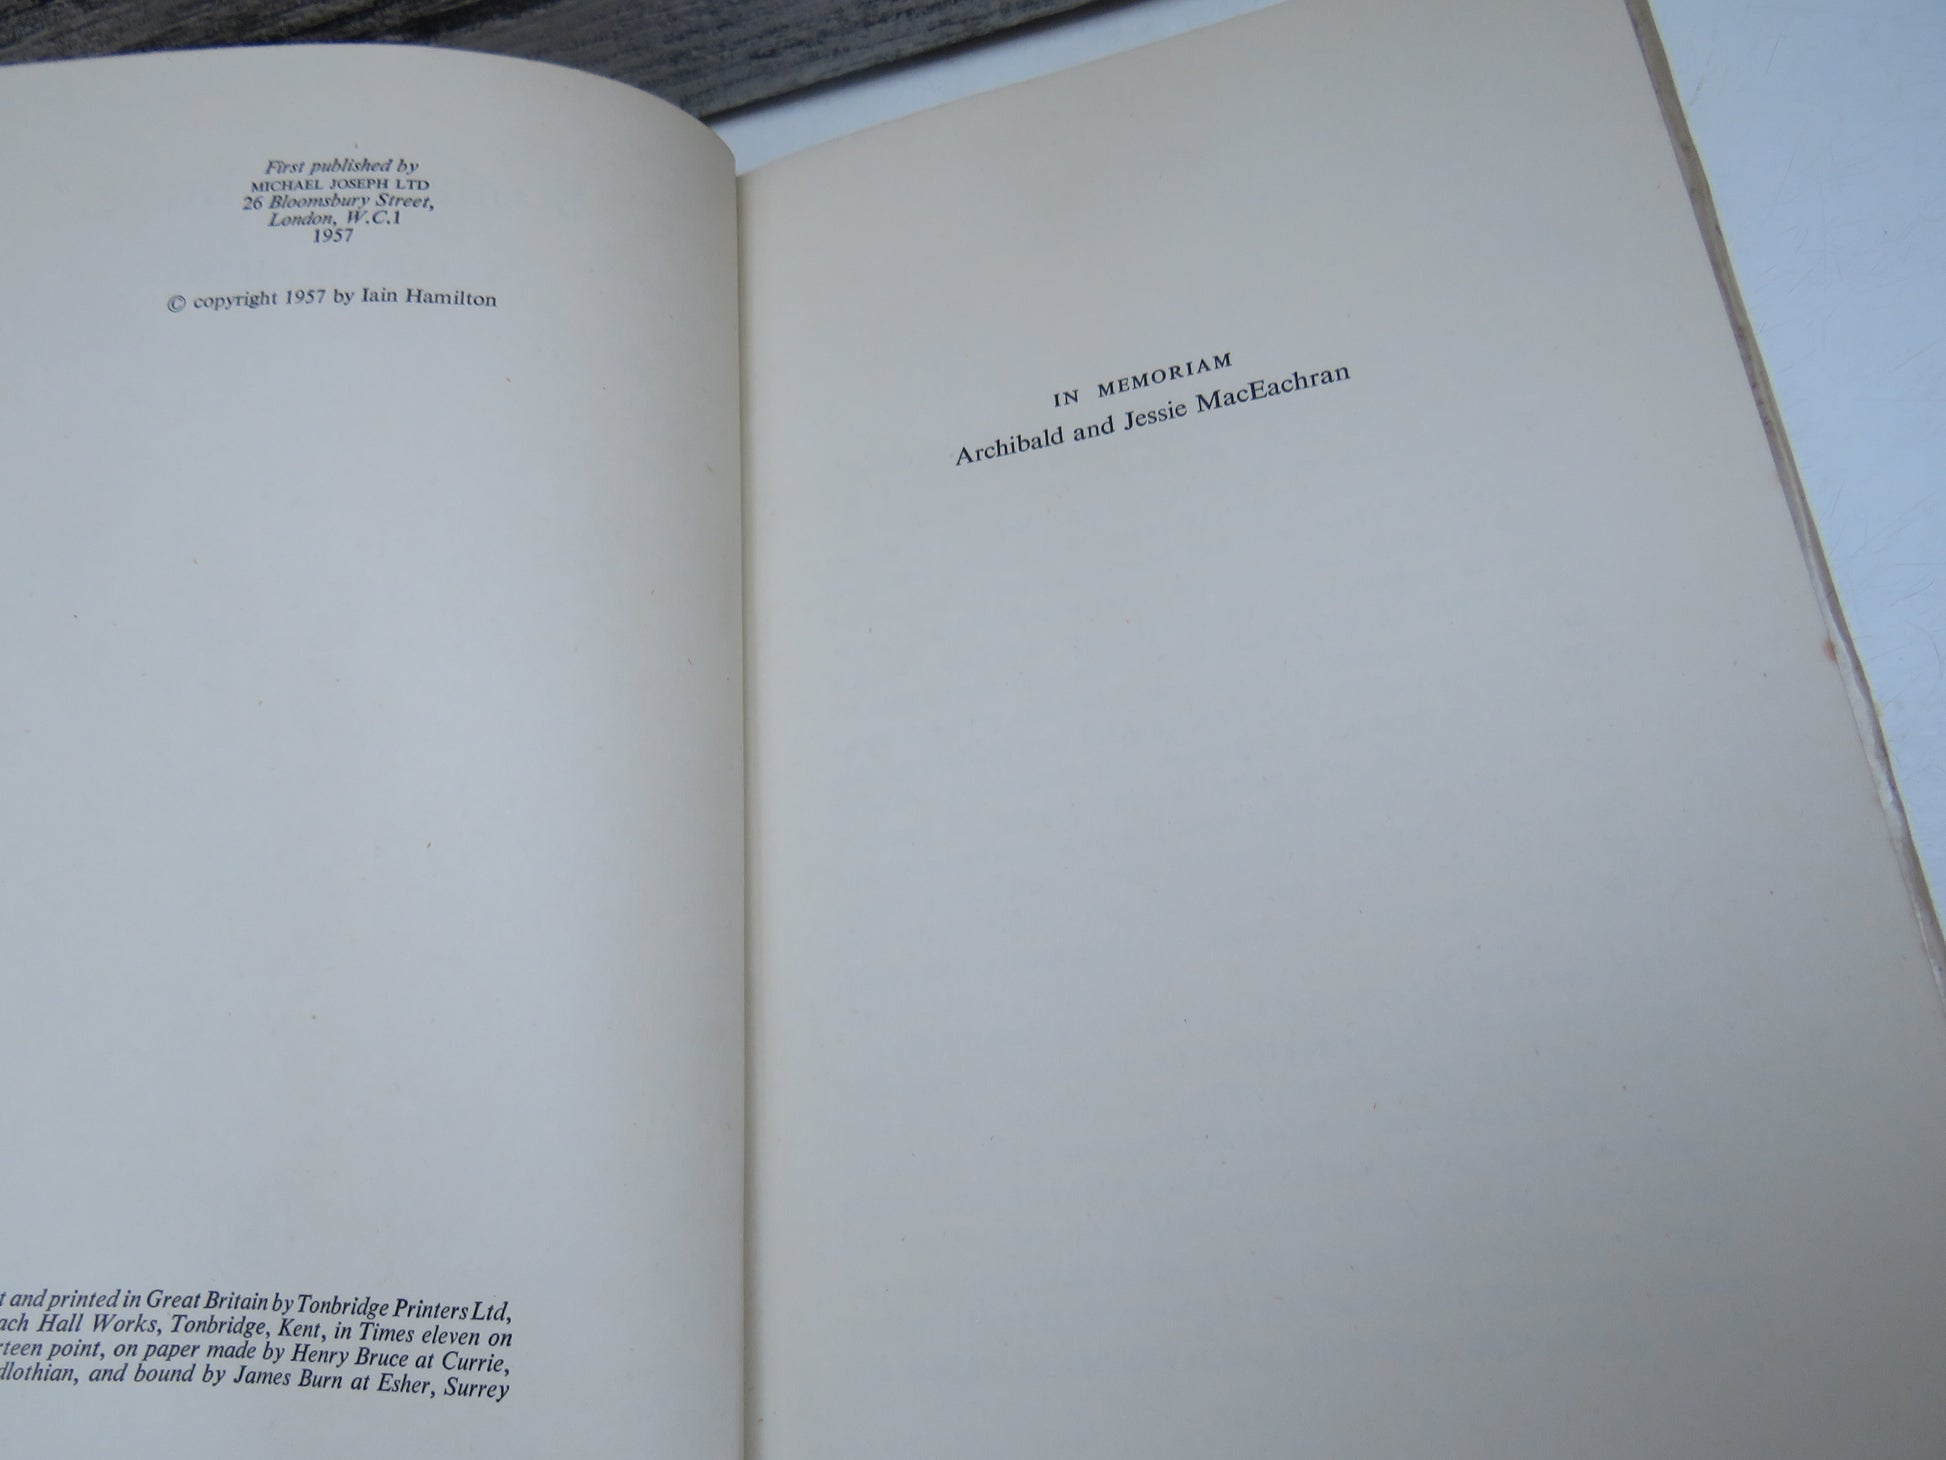 First published by
MICHAEL JOSEPH LTD
26 Bloomsbury Street,
London, W.C.1
1957
© copyright 1957 by Iain Hamilton
and printed in Great Britain by Tonbridge Printers Ltd,
Hall Works, Tonbridge, Kent, in Times eleven on
point, on paper made by Henry Bruce at Currie,
and bound by James Burn at Esher, Surrey
IN MEMORIAM
Archibald and Jessie MacEachran